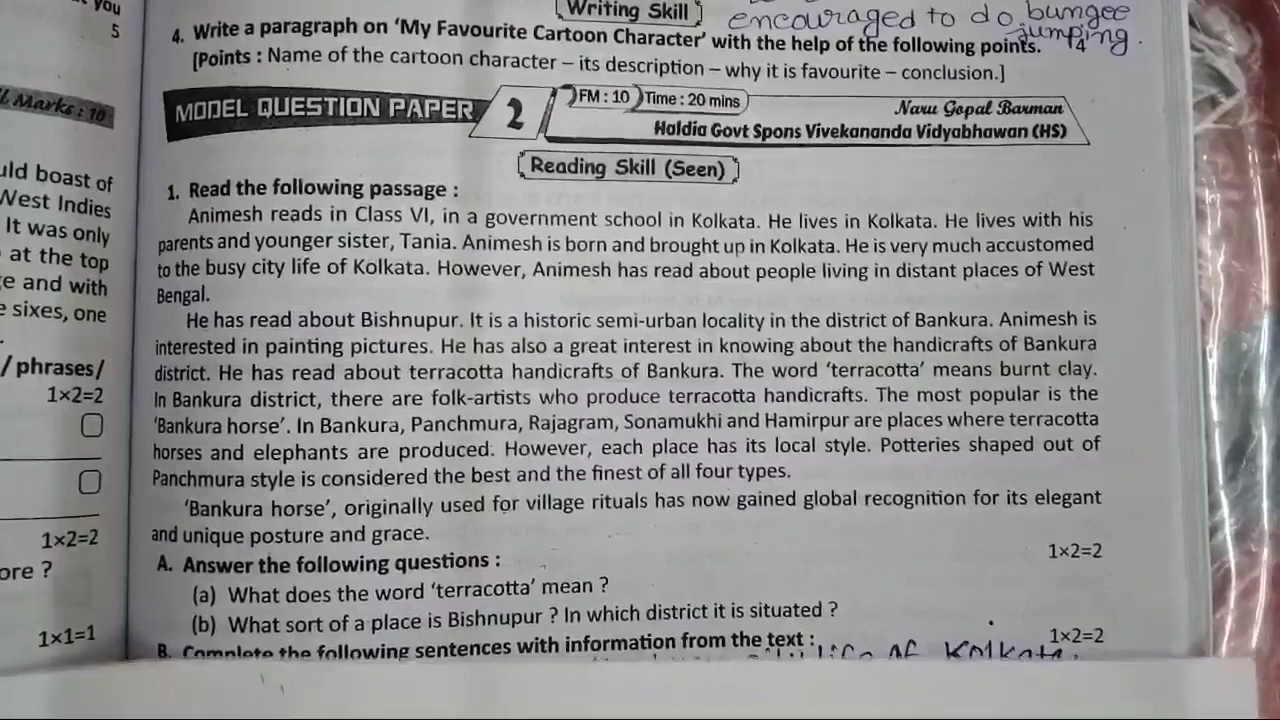 you
5
l Marks : 10
uld boast of
West Indies
It was only
at the top
e and with
e sixes, one
/ phrases/
1×2=2
1×2=2
ore ?
1×1=1
Writing Skill
encouraged to do bungee
jumping.
4. Write a paragraph on ‘My Favourite Cartoon Character’ with the help of the following points. 4
[Points : Name of the cartoon character – its description – why it is favourite – conclusion.]
MODEL QUESTION PAPER 2 FM : 10 Time : 20 mins Naru Gopal Barman
Haldia Govt Spons Vivekananda Vidyabhawan (HS)
Reading Skill (Seen)
1. Read the following passage :
Animesh reads in Class VI, in a government school in Kolkata. He lives in Kolkata. He lives with his
parents and younger sister, Tania. Animesh is born and brought up in Kolkata. He is very much accustomed
to the busy city life of Kolkata. However, Animesh has read about people living in distant places of West
Bengal.
He has read about Bishnupur. It is a historic semi-urban locality in the district of Bankura. Animesh is
interested in painting pictures. He has also a great interest in knowing about the handicrafts of Bankura
district. He has read about terracotta handicrafts of Bankura. The word ‘terracotta’ means burnt clay.
In Bankura district, there are folk-artists who produce terracotta handicrafts. The most popular is the
‘Bankura horse’. In Bankura, Panchmura, Rajagram, Sonamukhi and Hamirpur are places where terracotta
horses and elephants are produced. However, each place has its local style. Potteries shaped out of
Panchmura style is considered the best and the finest of all four types.
‘Bankura horse’, originally used for village rituals has now gained global recognition for its elegant
and unique posture and grace.
A. Answer the following questions : 1×2=2
(a) What does the word ‘terracotta’ mean ?
(b) What sort of a place is Bishnupur ? In which district it is situated ?
B. Complete the following sentences with information from the text : 1×2=2
life of Kolkata.